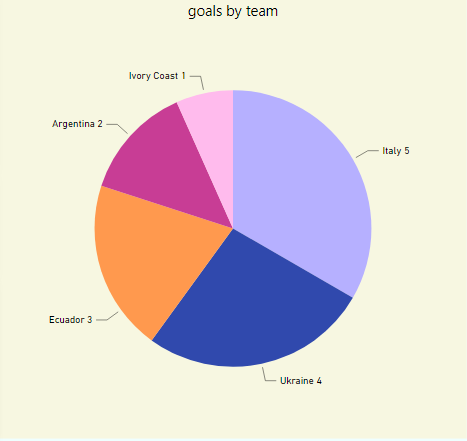 goals by team
Ivory Coast 1
Argentina 2
Italy 5
Ecuador 3
Ukraine 4